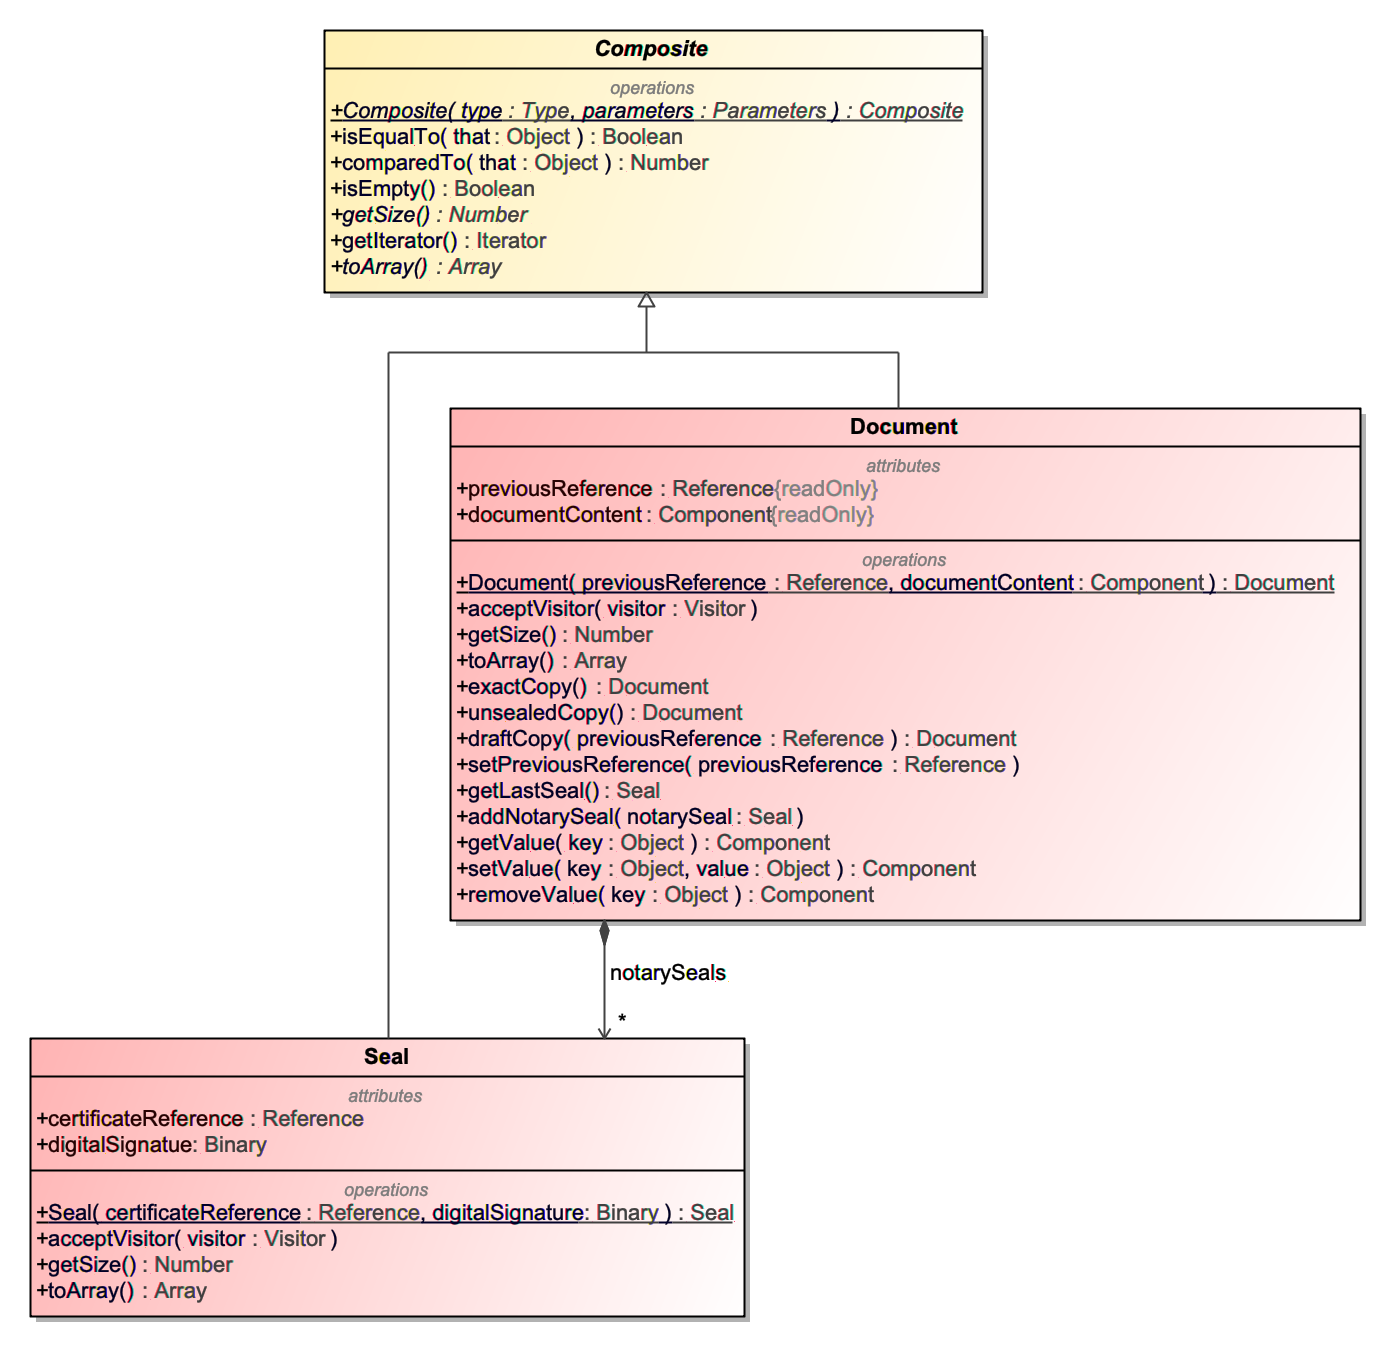 Composite
operations
+Composite( type : Type, parameters : Parameters ) : Composite
+isEqualTo( that : Object ) : Boolean
+comparedTo( that : Object ) : Number
+isEmpty() : Boolean
+getSize() : Number
+getIterator() : Iterator
+toArray() : Array
Document
attributes
+previousReference : Reference{readOnly}
+documentContent : Component{readOnly}
operations
+Document( previousReference : Reference, documentContent : Component ) : Document
+acceptVisitor( visitor : Visitor )
+getSize() : Number
+toArray() : Array
+exactCopy() : Document
+unsealedCopy() : Document
+draftCopy( previousReference : Reference ) : Document
+setPreviousReference( previousReference : Reference )
+getLastSeal() : Seal
+addNotarySeal( notarySeal : Seal )
+getValue( key : Object ) : Component
+setValue( key : Object, value : Object ) : Component
+removeValue( key : Object ) : Component
notarySeals
*
Seal
attributes
+certificateReference : Reference
+digitalSignatue: Binary
operations
+Seal( certificateReference : Reference, digitalSignature: Binary ) : Seal
+acceptVisitor( visitor : Visitor )
+getSize() : Number
+toArray() : Array